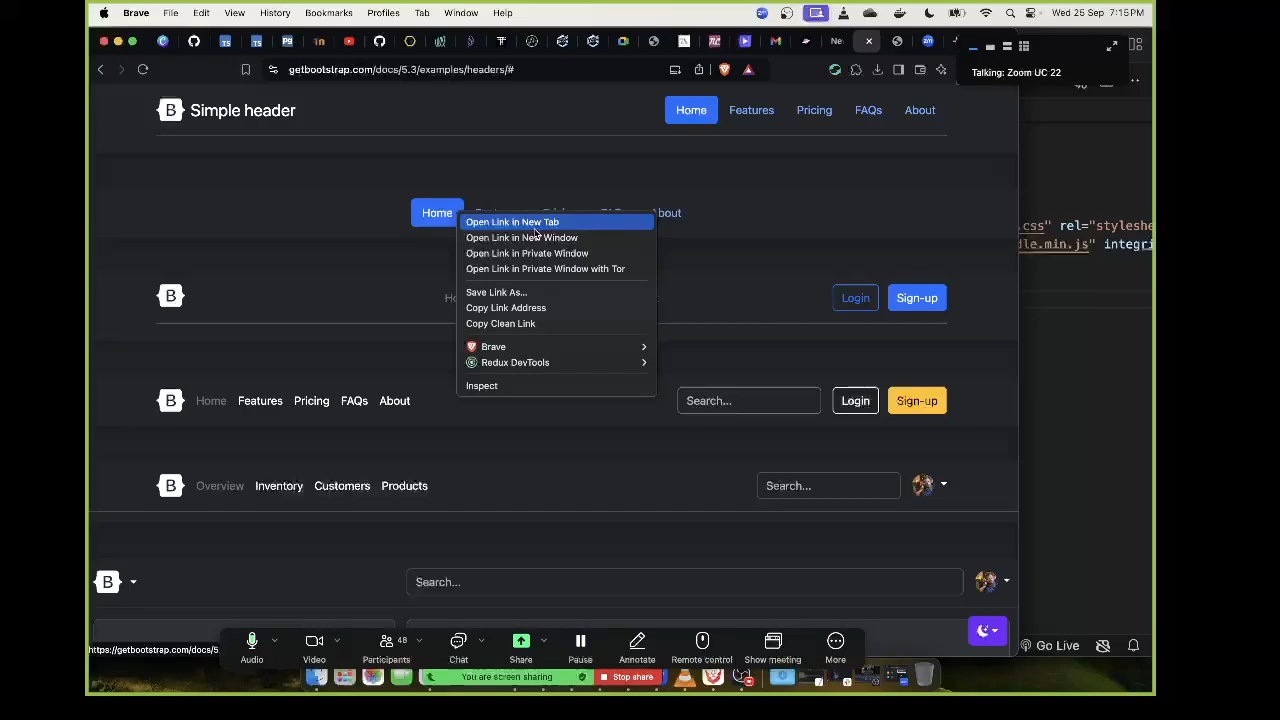 Brave File Edit View History Bookmarks Profiles Tab Window Help Wed 25 Sep 7:15PM
getbootstrap.com/docs/5.3/examples/headers/#
Talking: Zoom UC 22
B Simple header Home Features Pricing FAQs About
Home About
Open Link in New Tab
Open Link in New Window
Open Link in Private Window
Open Link in Private Window with Tor
Save Link As...
Copy Link Address
Copy Clean Link
Brave
Redux DevTools
Inspect
.css" rel="styleshe
dle.min.js" integri
B Login Sign-up
B Home Features Pricing FAQs About Search... Login Sign-up
B Overview Inventory Customers Products Search...
B Search...
https://getbootstrap.com/docs/5
Go Live
Audio Video Participants 48 Chat Share Pause Annotate Remote control Show meeting More
You are screen sharing Stop share